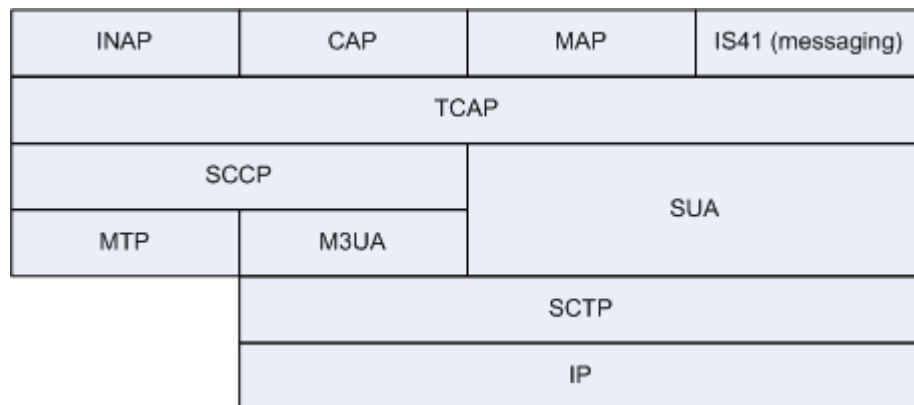 INAP
CAP
MAP
IS41 (messaging)
TCAP
SCCP
SUA
MTP
M3UA
SCTP
IP